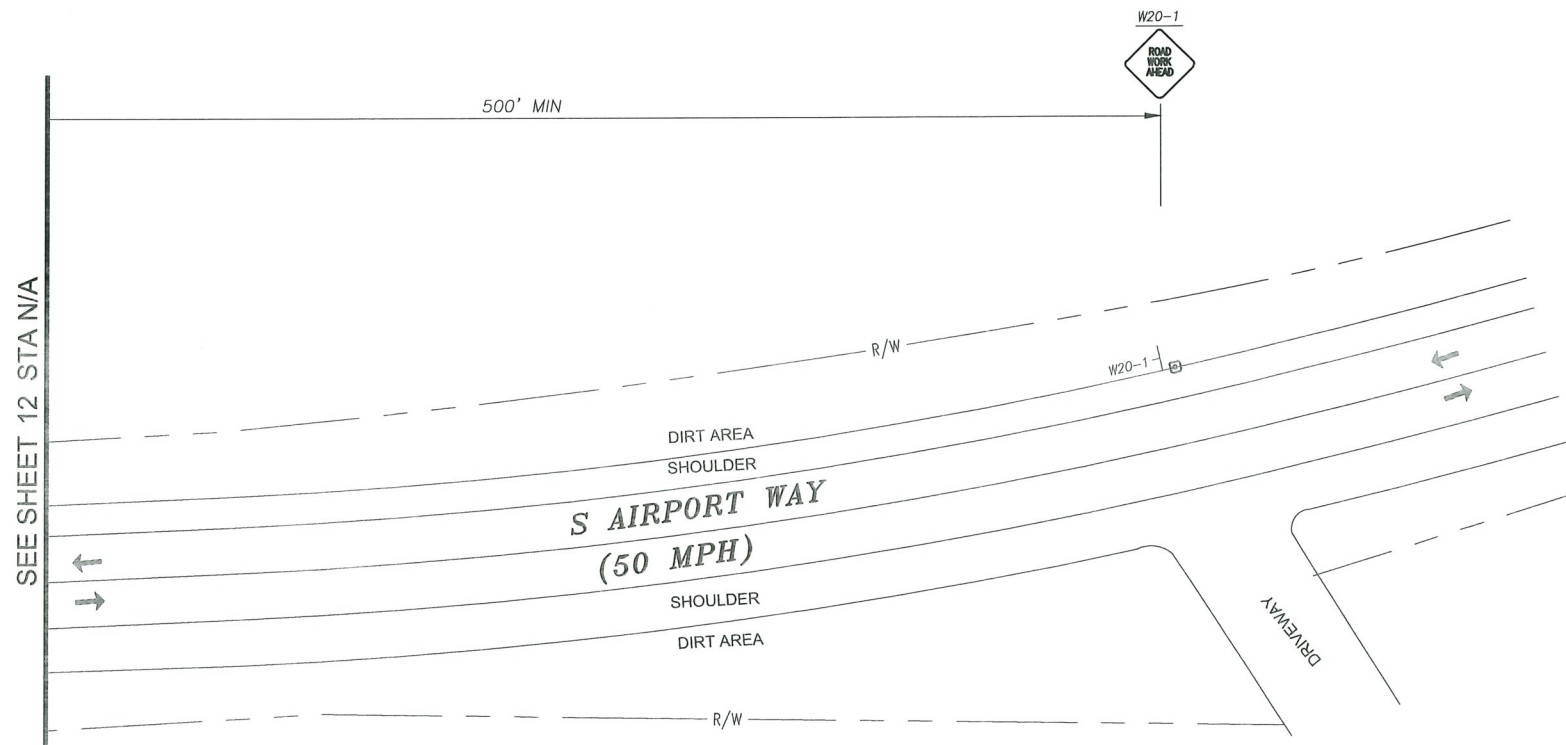 W20-1
ROAD
WORK
AHEAD
500' MIN
SEE SHEET 12 STA N/A
R/W
W20-1
DIRT AREA
SHOULDER
S AIRPORT WAY
(50 MPH)
SHOULDER
DIRT AREA
DRIVEWAY
R/W